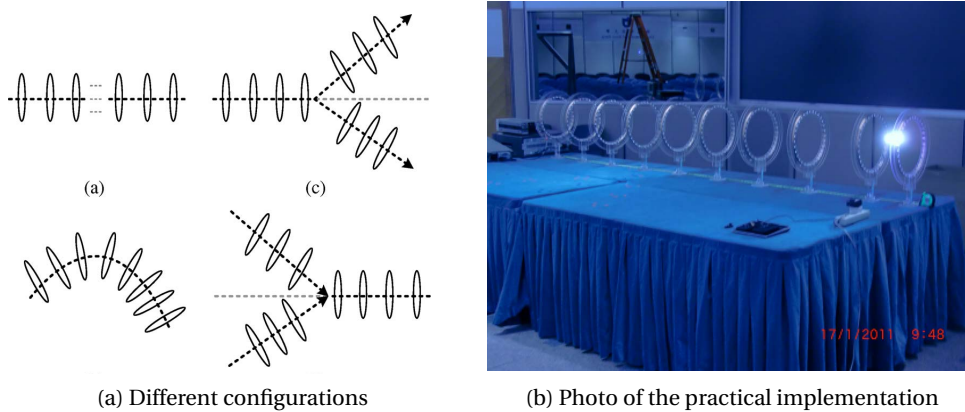 (a)
(c)
17/1/2011 9:48
(a) Different configurations
(b) Photo of the practical implementation